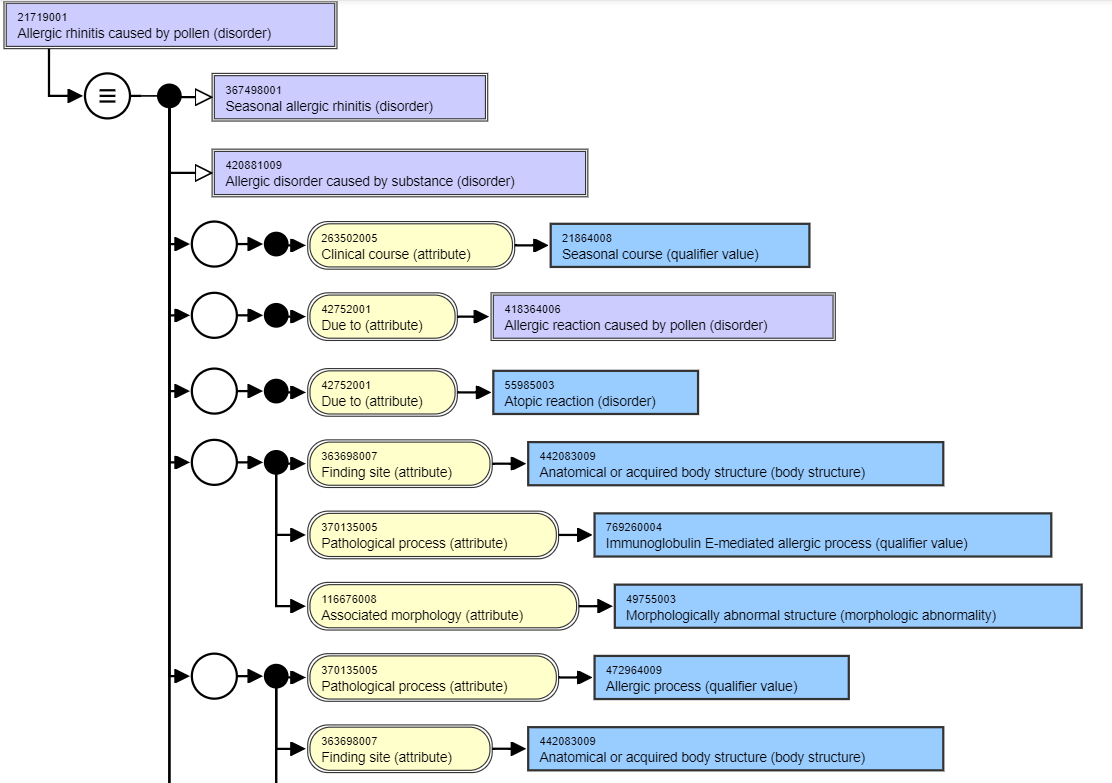 21719001
Allergic rhinitis caused by pollen (disorder)
367498001
Seasonal allergic rhinitis (disorder)
420881009
Allergic disorder caused by substance (disorder)
263502005
Clinical course (attribute)
21864008
Seasonal course (qualifier value)
42752001
Due to (attribute)
418364006
Allergic reaction caused by pollen (disorder)
42752001
Due to (attribute)
55985003
Atopic reaction (disorder)
363698007
Finding site (attribute)
442083009
Anatomical or acquired body structure (body structure)
370135005
Pathological process (attribute)
769260004
Immunoglobulin E-mediated allergic process (qualifier value)
116676008
Associated morphology (attribute)
49755003
Morphologically abnormal structure (morphologic abnormality)
370135005
Pathological process (attribute)
472964009
Allergic process (qualifier value)
363698007
Finding site (attribute)
442083009
Anatomical or acquired body structure (body structure)